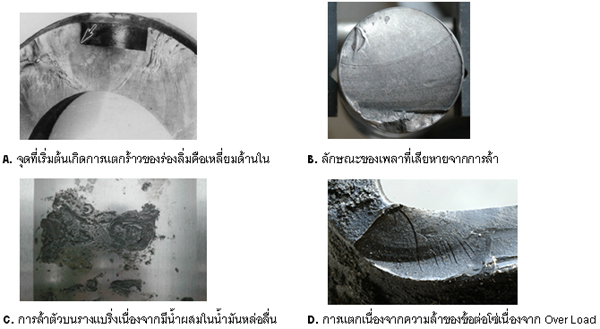 A. จุดที่เริ่มต้นเกิดการแตกร้าวของร่องลิ่มคือเหลี่ยมด้านใน
B. ลักษณะของเพลาที่เสียหายจากการล้า
C. การล้าตัวบนรางแบริ่งเนื่องจากมีน้ำผสมในน้ำมันหล่อลื่น
D. การแตกเนื่องจากความล้าของข้อต่อโซ่เนื่องจาก Over Load